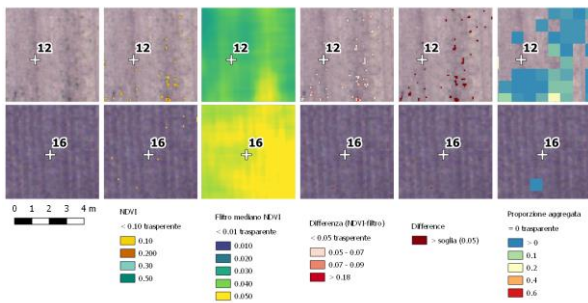 12 12 12 12 12 12
16 16 16 16 16 16
0 1 2 3 4 m
NDVI
< 0.10 trasperente
0.10
0.200
0.30
0.50
Filtro mediano NDVI
< 0.01 trasparente
0.010
0.020
0.030
0.040
0.050
Differenza (NDVI-filtro)
< 0.05 trasperente
0.05 - 0.07
0.07 - 0.09
> 0.18
Difference
> soglia (0.05)
Proporzione aggregata
= 0 trasparente
> 0
0.1
0.2
0.4
0.6